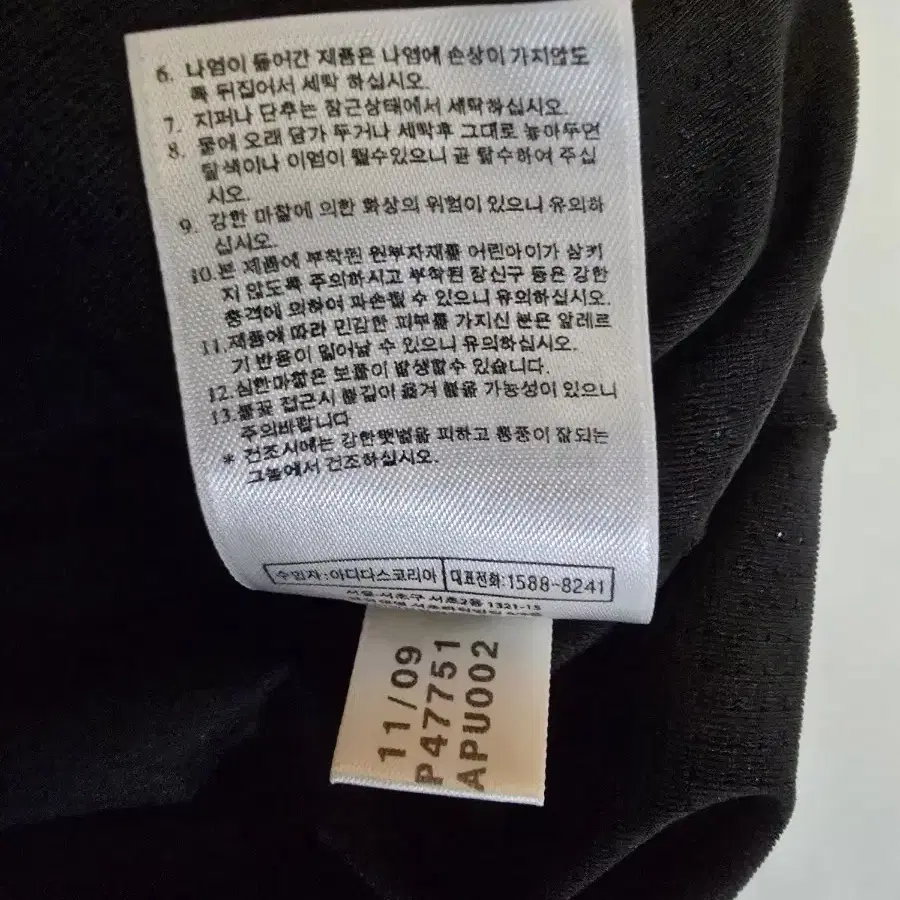 6. 나염이 들어간 제품은 나염에 손상이 가지않도
록 뒤집어서 세탁 하십시오.
7. 지퍼나 단추는 잠근상태에서 세탁하십시오.
8. 물에 오래 담가 두거나 세탁후 그대로 놓아두면
탈색이나 이염이 될수있으니 곧 탈수하여 주십
시오.
9. 강한 마찰에 의한 화상의 위험이 있으니 유의하
십시오.
10.본 제품에 부착된 원부자재를 어린아이가 삼키
지 않도록 주의하시고 부착된 장신구 등은 강한
충격에 의하여 파손될 수 있으니 유의하십시오.
11.제품에 따라 민감한 피부를 가지신 분은 알레르
기 반응이 일어날 수 있으니 유의하십시오.
12.심한마찰은 보풀이 발생할수 있습니다.
13.불꽃 접근시 불길이 옮겨 붙을 가능성이 있으니
주의바랍니다
* 건조시에는 강한햇볕을 피하고 통풍이 잘되는
그늘에서 건조하십시오.
수입자:아디다스코리아 대표전화:1588-8241
서울 서초구 서초2동 1321-15
11/09
P47751
APU002